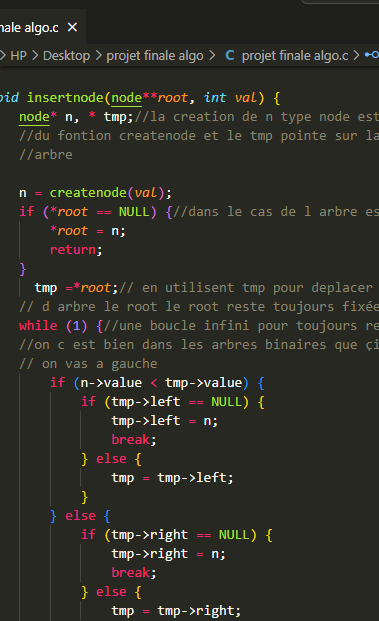 nale algo.c ×
> HP > Desktop > projet finale algo > C projet finale algo.c >
oid insertnode(node**root, int val) {
node* n, * tmp;//la creation de n type node est
//du fontion createnode et le tmp pointe sur la
//arbre
n = createnode(val);
if (*root == NULL) {//dans le cas de l arbre es
*root = n;
return;
}
tmp =*root;// en utilisent tmp pour deplacer
// d arbre le root le root reste toujours fixée
while (1) {//une boucle infini pour toujours re
//on c est bien dans les arbres binaires que çi
// on vas a gauche
if (n->value < tmp->value) {
if (tmp->left == NULL) {
tmp->left = n;
break;
} else {
tmp = tmp->left;
}
} else {
if (tmp->right == NULL) {
tmp->right = n;
break;
} else {
tmp = tmp->right;